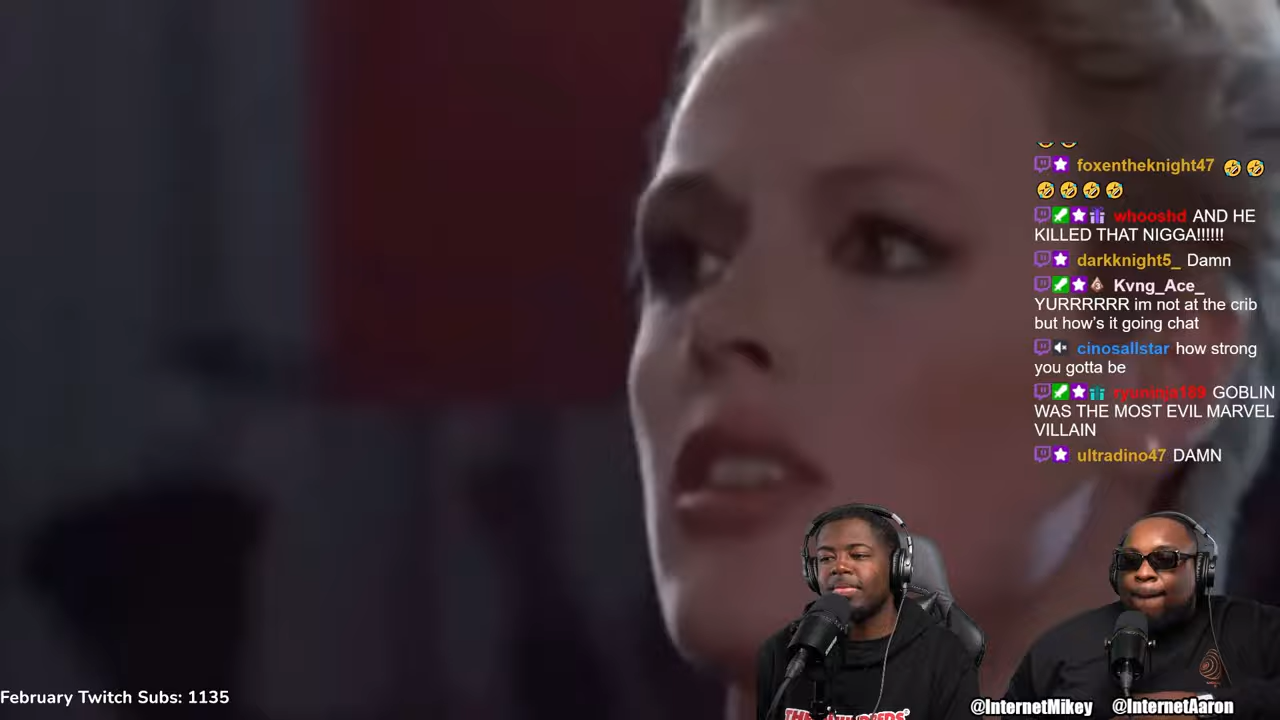 foxentheknight47 🤣🤣
🤣🤣🤣🤣
whooshd AND HE
KILLED THAT NIGGA!!!!!!
darkknight5_ Damn
Kvng_Ace_
YURRRRRR im not at the crib
but how's it going chat
cinosallstar how strong
you gotta be
ryuninja189 GOBLIN
WAS THE MOST EVIL MARVEL
VILLAIN
ultradino47 DAMN
February Twitch Subs: 1135
@InternetMikey @InternetAaron